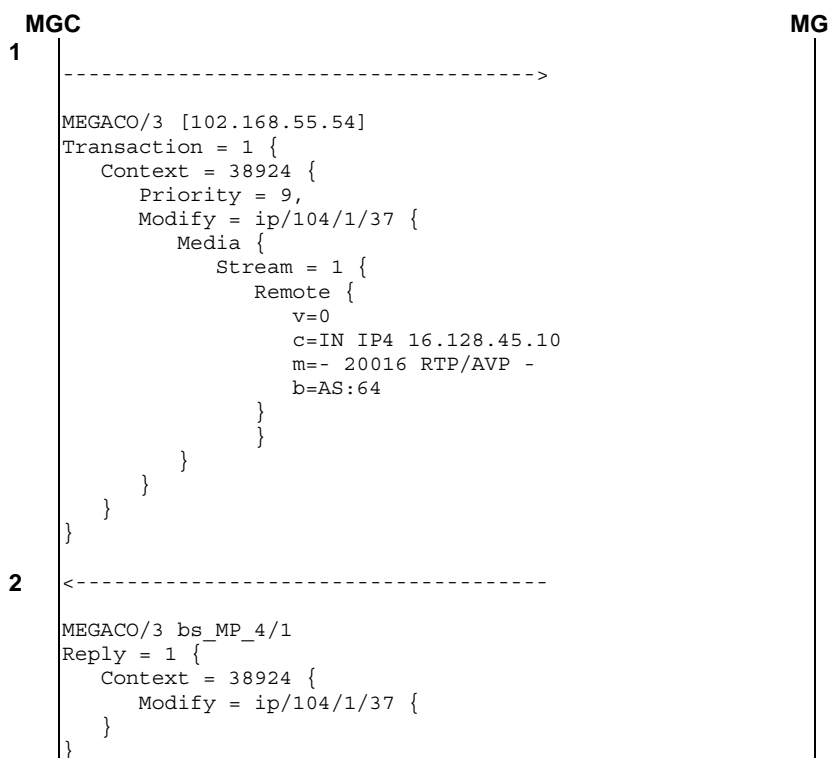 MGC MG
1
------------------------------------->
MEGACO/3 [102.168.55.54]
Transaction = 1 {
   Context = 38924 {
      Priority = 9,
      Modify = ip/104/1/37 {
         Media {
            Stream = 1 {
               Remote {
                  v=0
                  c=IN IP4 16.128.45.10
                  m=- 20016 RTP/AVP -
                  b=AS:64
               }
               }
         }
      }
   }
}
2 <-------------------------------------
MEGACO/3 bs_MP_4/1
Reply = 1 {
   Context = 38924 {
      Modify = ip/104/1/37 {
   }
}